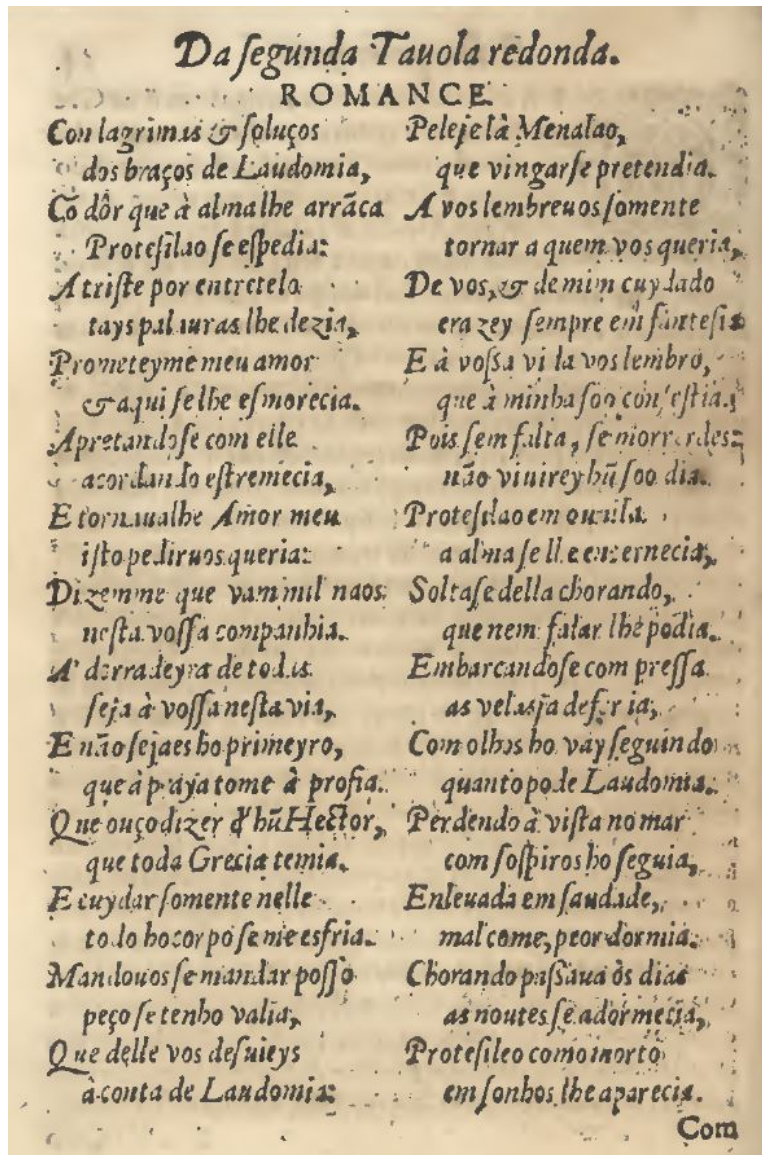 Da ſegunda Tauola redonda.
ROMANCE
Con lagrimas & ſoluços
dos braços de Laudomia,
Cõ dôr que à alma lhe arrãca
Proteſilao ſe eſpedia:
A triſte por entretelo
tays palauras lhe dezia,
Prometeyme meu amor
& aqui ſe lhe eſmorecia.
Apretandoſe com elle
acordando eſtremecia,
E tornaualhe Amor meu
iſto pediruos queria:
Dizemme que vam mil naos
neſta voſſa companhia.
A' derradeyra de todas
ſeja à voſſa neſta via,
E não ſejaes ho primeyro,
que à praya tome à profia.
Que ouço dizer ꝗ hũ Hector,
que toda Grecia temia.
E cuydar ſomente nelle
todo ho corpo ſe me esfria.
Mandouos ſe mandar poſſo
peço ſe tenho valia,
Que delle vos deſuieys
à conta de Laudomia:
Peleje là Menalao,
que vingarſe pretendia.
A vos lembreuos ſomente
tornar a quem vos queria,
De vos, & de mim cuydado
erazey ſempre em fanteſia
E à voſſa vida vos lembro,
que à minha ſoo conſeſtia.
Pois ſem falta, ſe morrerdes:
não viuirey hũ ſoo dia.
Proteſilao em ouuila
a alma ſe lhe enternecia,
Soltaſe della chorando,
que nem falar lhe podia.
Embarcandoſe com preſſa
as velas ja deferia,
Com olhos ho vay ſeguindo
quanto pode Laudomia.
Perdendo à viſta no mar
com ſoſpiros ho ſeguia,
Enleuada em ſaudade,
mal come, peor dormia.
Chorando paſſaua òs dias
as noutes ſe adormecia,
Proteſileo como morto
em ſonhos lhe aparecia.
Com